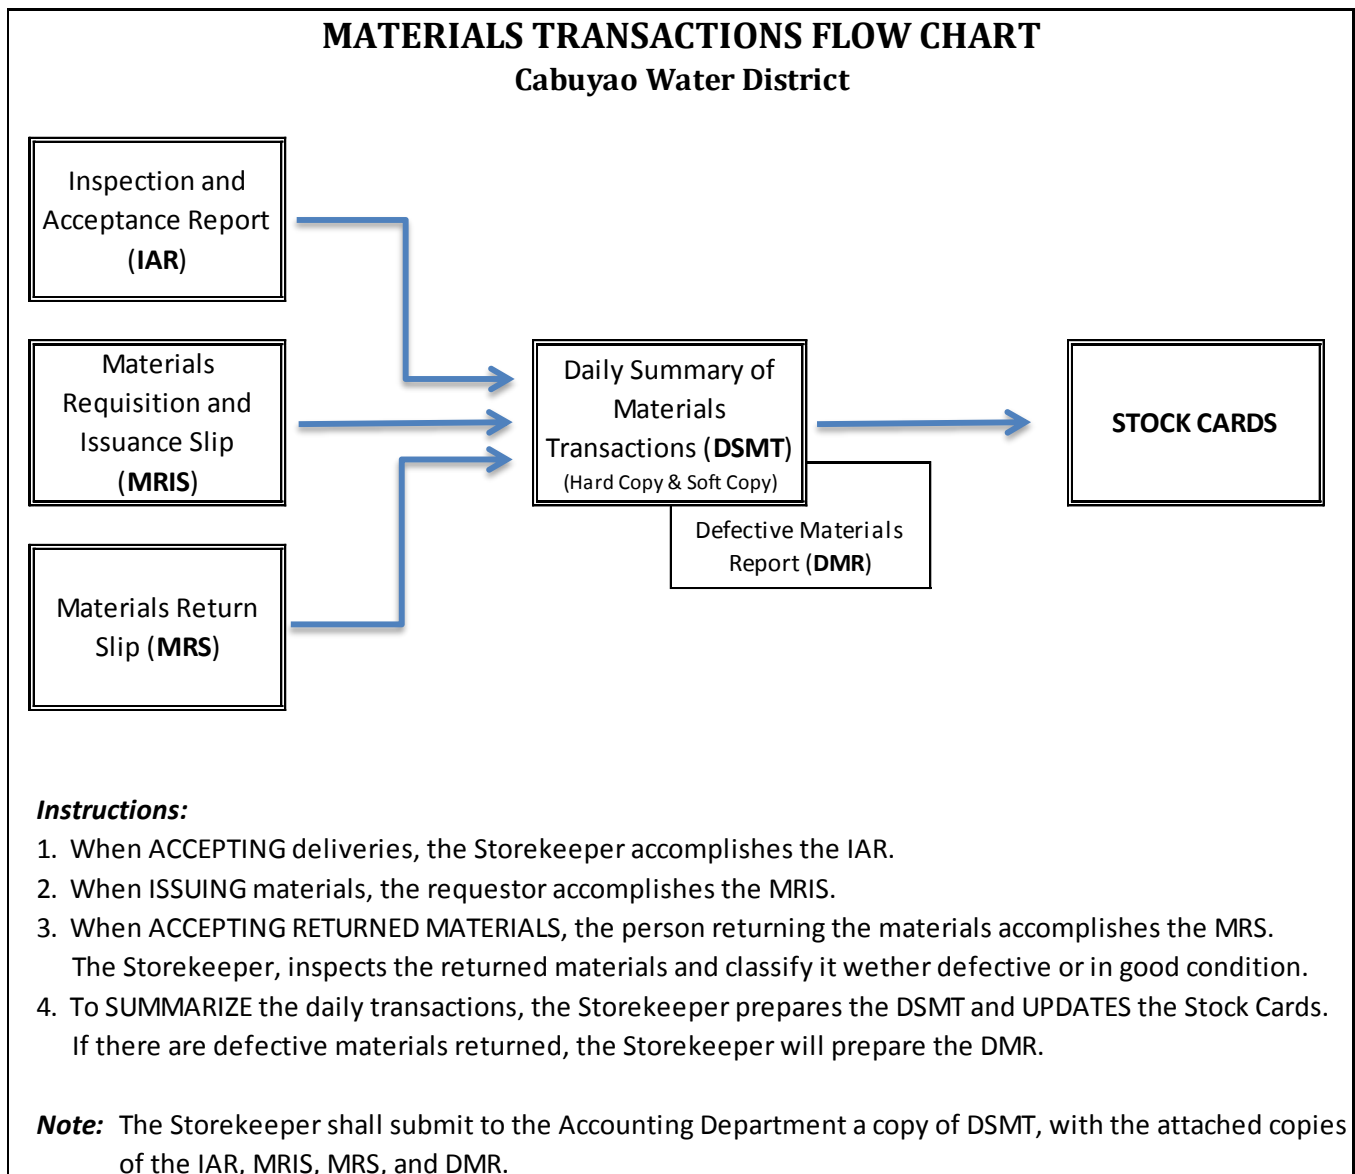 MATERIALS TRANSACTIONS FLOW CHART
Cabuyao Water District
Inspection and
Acceptance Report
(IAR)
Materials
Requisition and
Issuance Slip
(MRIS)
Materials Return
Slip (MRS)
Daily Summary of
Materials
Transactions (DSMT)
(Hard Copy & Soft Copy)
Defective Materials
Report (DMR)
STOCK CARDS
Instructions:
1. When ACCEPTING deliveries, the Storekeeper accomplishes the IAR.
2. When ISSUING materials, the requestor accomplishes the MRIS.
3. When ACCEPTING RETURNED MATERIALS, the person returning the materials accomplishes the MRS.
The Storekeeper, inspects the returned materials and classify it wether defective or in good condition.
4. To SUMMARIZE the daily transactions, the Storekeeper prepares the DSMT and UPDATES the Stock Cards.
If there are defective materials returned, the Storekeeper will prepare the DMR.
Note: The Storekeeper shall submit to the Accounting Department a copy of DSMT, with the attached copies
of the IAR, MRIS, MRS, and DMR.